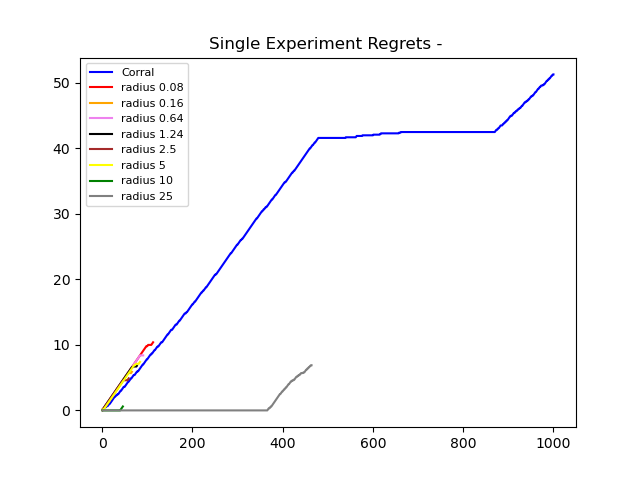 Single Experiment Regrets -
Corral
radius 0.08
radius 0.16
radius 0.64
radius 1.24
radius 2.5
radius 5
radius 10
radius 25
50
40
30
20
10
0
0 200 400 600 800 1000